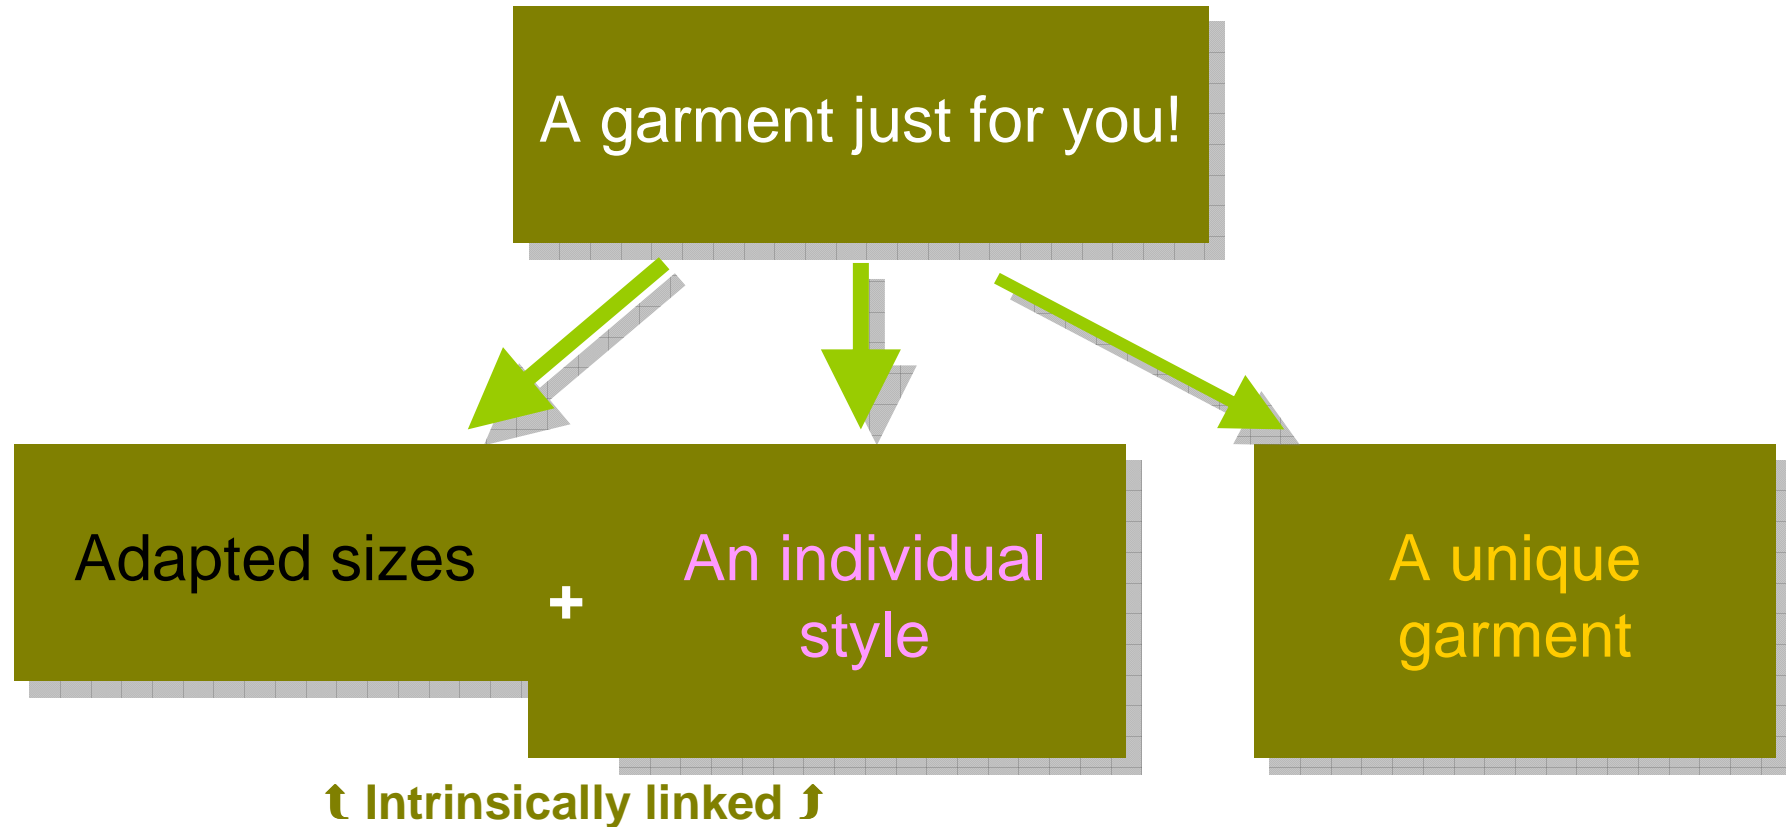 A garment just for you!
Adapted sizes
+
An individual
style
A unique
garment
⮤ Intrinsically linked ⮥